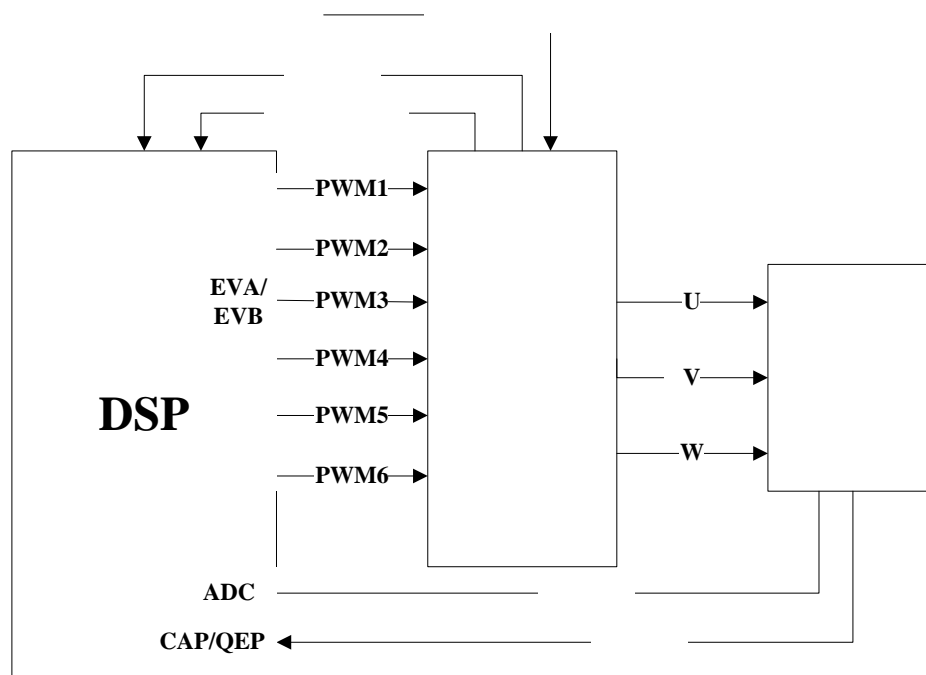 PWM1
PWM2
EVA/
EVB
PWM3
U
PWM4
V
DSP
PWM5
W
PWM6
ADC
CAP/QEP